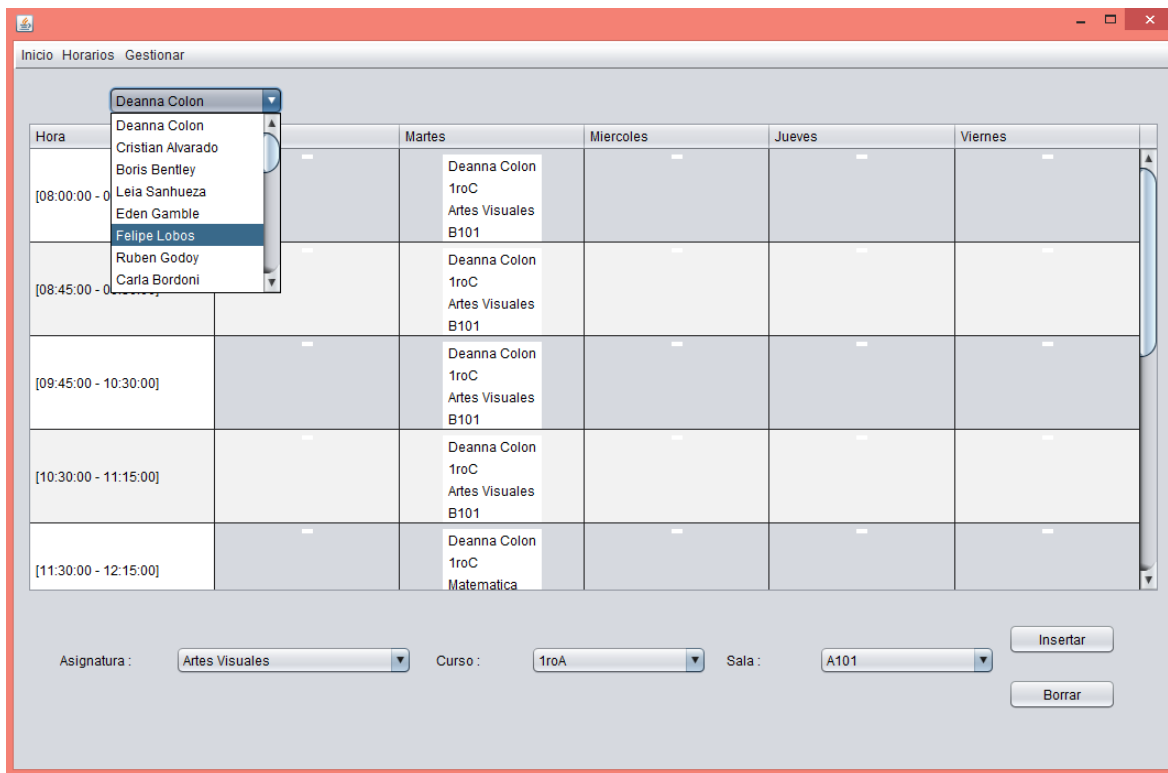 Inicio Horarios Gestionar
Deanna Colon
Deanna Colon
Cristian Alvarado
Boris Bentley
Leia Sanhueza
Eden Gamble
Felipe Lobos
Ruben Godoy
Carla Bordoni
Hora Martes Miercoles Jueves Viernes
[08:00:00 - 0
Deanna Colon
1roC
Artes Visuales
B101
[08:45:00 - 0
Deanna Colon
1roC
Artes Visuales
B101
[09:45:00 - 10:30:00]
Deanna Colon
1roC
Artes Visuales
B101
[10:30:00 - 11:15:00]
Deanna Colon
1roC
Artes Visuales
B101
[11:30:00 - 12:15:00]
Deanna Colon
1roC
Matematica
Asignatura : Artes Visuales Curso : 1roA Sala : A101
Insertar
Borrar